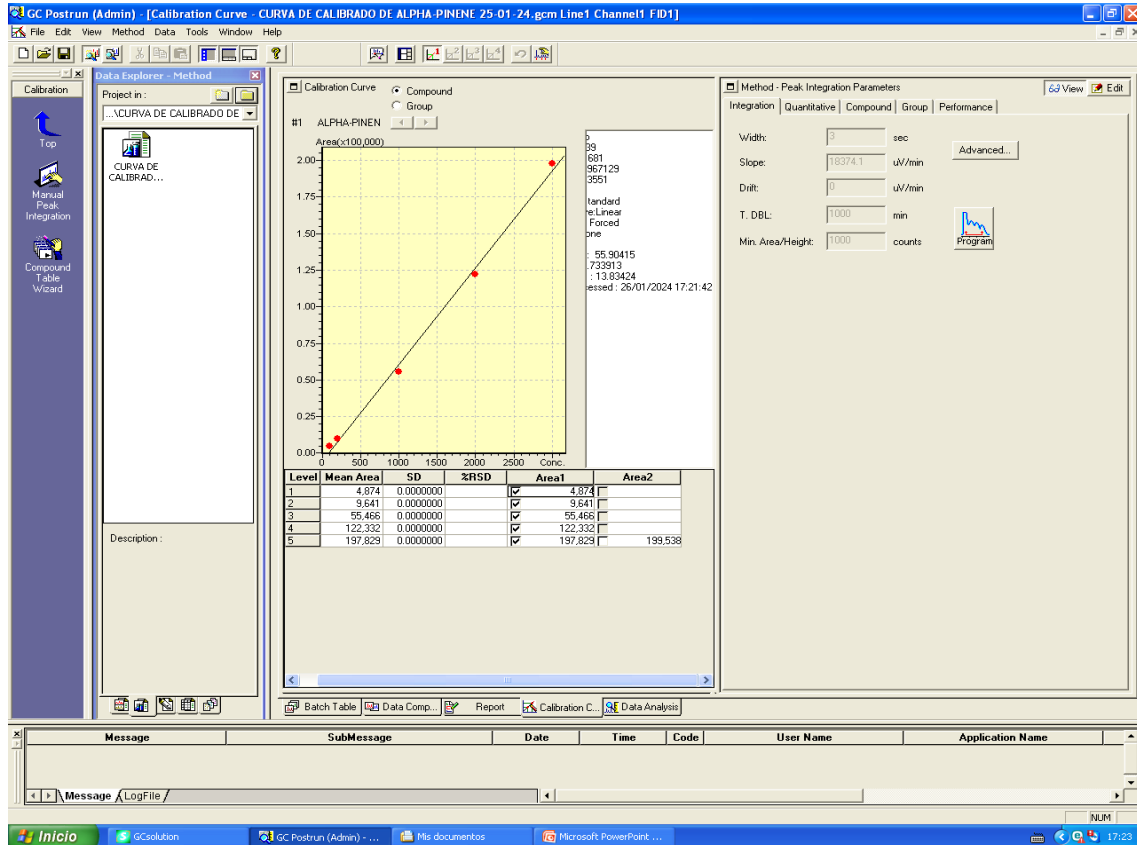 GC Postrun (Admin) - [Calibration Curve - CURVA DE CALIBRADO DE ALPHA-PINENE 25-01-24.gcm Line1 Channel1 FID1]
File Edit View Method Data Tools Window Help
Calibration
Top
Manual
Peak
Integration
Compound
Table
Wizard
Data Explorer - Method
Project in :
...\CURVA DE CALIBRADO DE
CURVA DE
CALIBRAD...
Description :
Calibration Curve
Compound
Group
#1 ALPHA-PINEN
Area(x100,000)
2.00
1.75
1.50
1.25
1.00
0.75
0.50
0.25
0.00
0 500 1000 1500 2000 2500 Conc.
39
681
967129
3551
tandard
e:Linear
Forced
one
: 55.90415
.733913
: 13.83424
essed : 26/01/2024 17:21:42
Level Mean Area SD %RSD Area1 Area2
1 4,874 0.0000000 4,874
2 9,641 0.0000000 9,641
3 55,466 0.0000000 55,466
4 122,332 0.0000000 122,332
5 197,829 0.0000000 197,829 199,538
Batch Table Data Comp... Report Calibration C... Data Analysis
Method - Peak Integration Parameters View Edit
Integration Quantitative Compound Group Performance
Width: 3 sec Advanced...
Slope: 18374.1 uV/min
Drift: 0 uV/min
T. DBL: 1000 min
Min. Area/Height: 1000 counts Program
Message SubMessage Date Time Code User Name Application Name
Message LogFile
NUM
Inicio GCsolution GC Postrun (Admin) - ... Mis documentos Microsoft PowerPoint ... 17:23